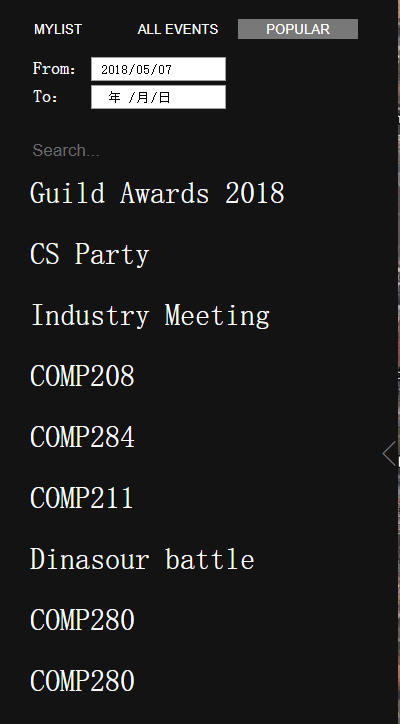 MYLIST ALL EVENTS POPULAR
From: 2018/05/07
To: 年 /月/日
Search...
Guild Awards 2018
CS Party
Industry Meeting
COMP208
COMP284
COMP211
Dinasour battle
COMP280
COMP280